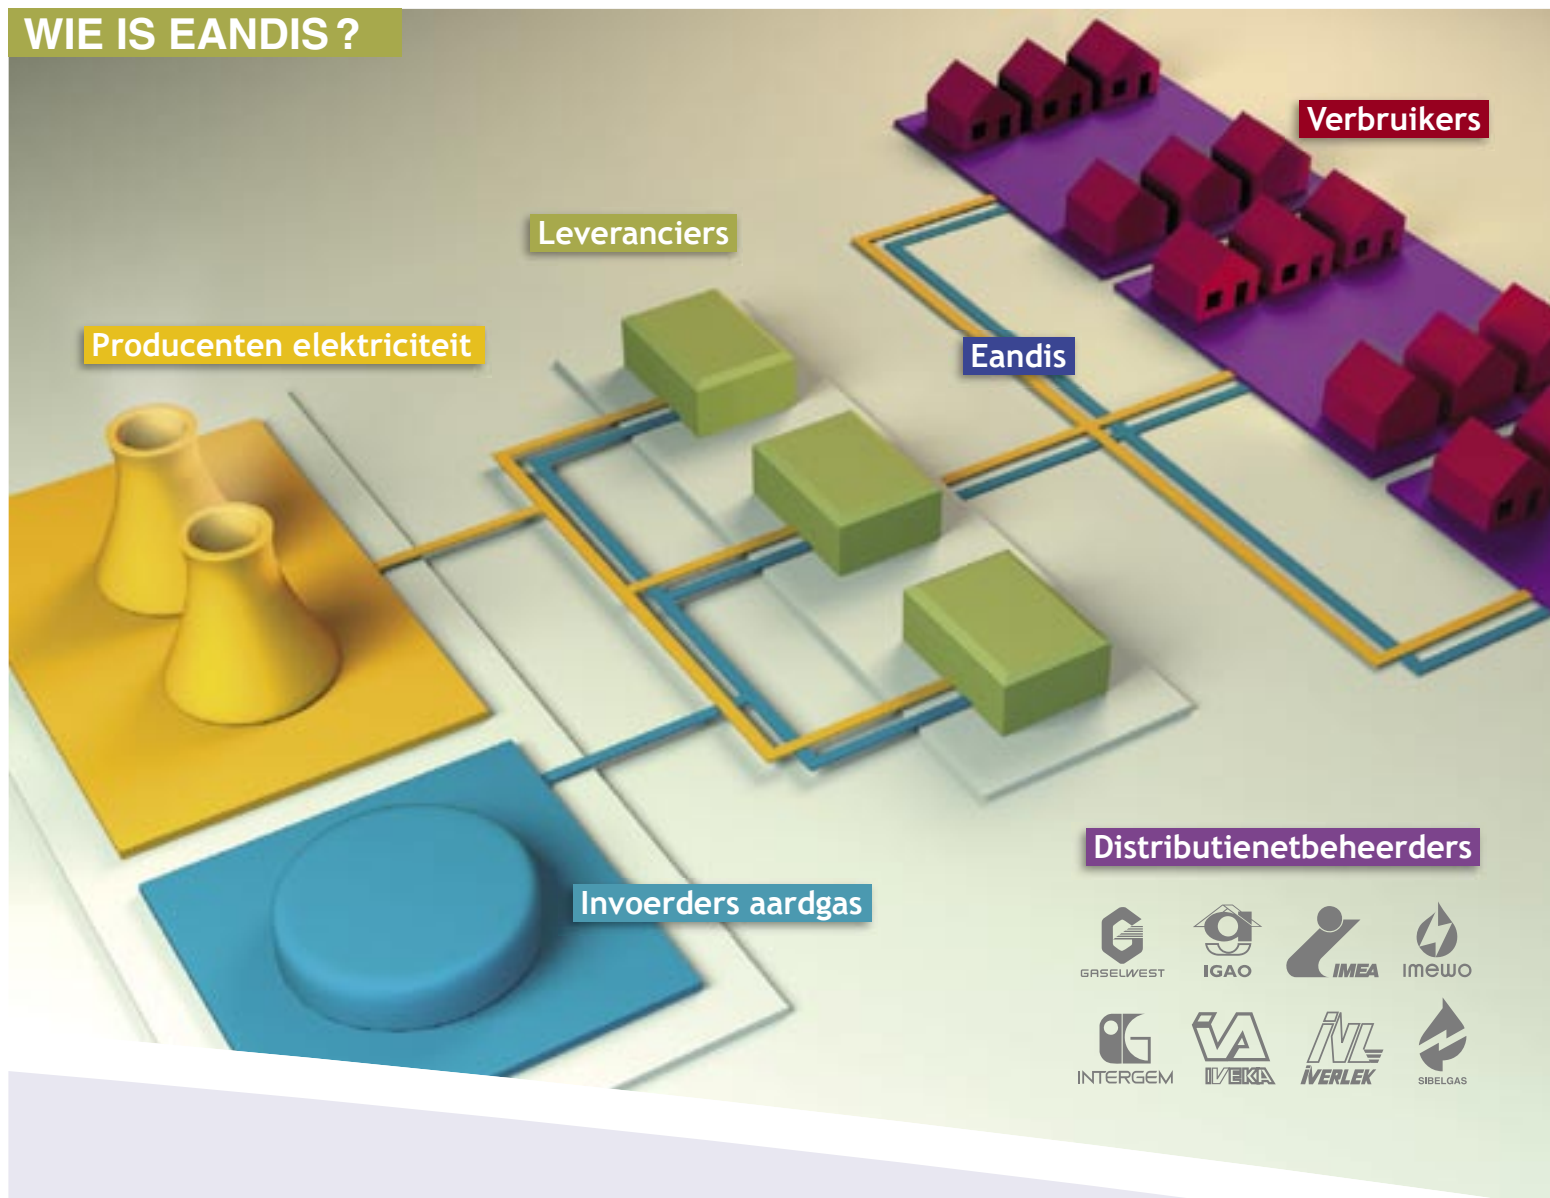 WIE IS EANDIS ?
Verbruikers
Leveranciers
Producenten elektriciteit
Eandis
Invoerders aardgas
Distributienetbeheerders
GASELWEST IGAO IMEA IMEWO
INTERGEM IVEKA IVERLEK SIBELGAS